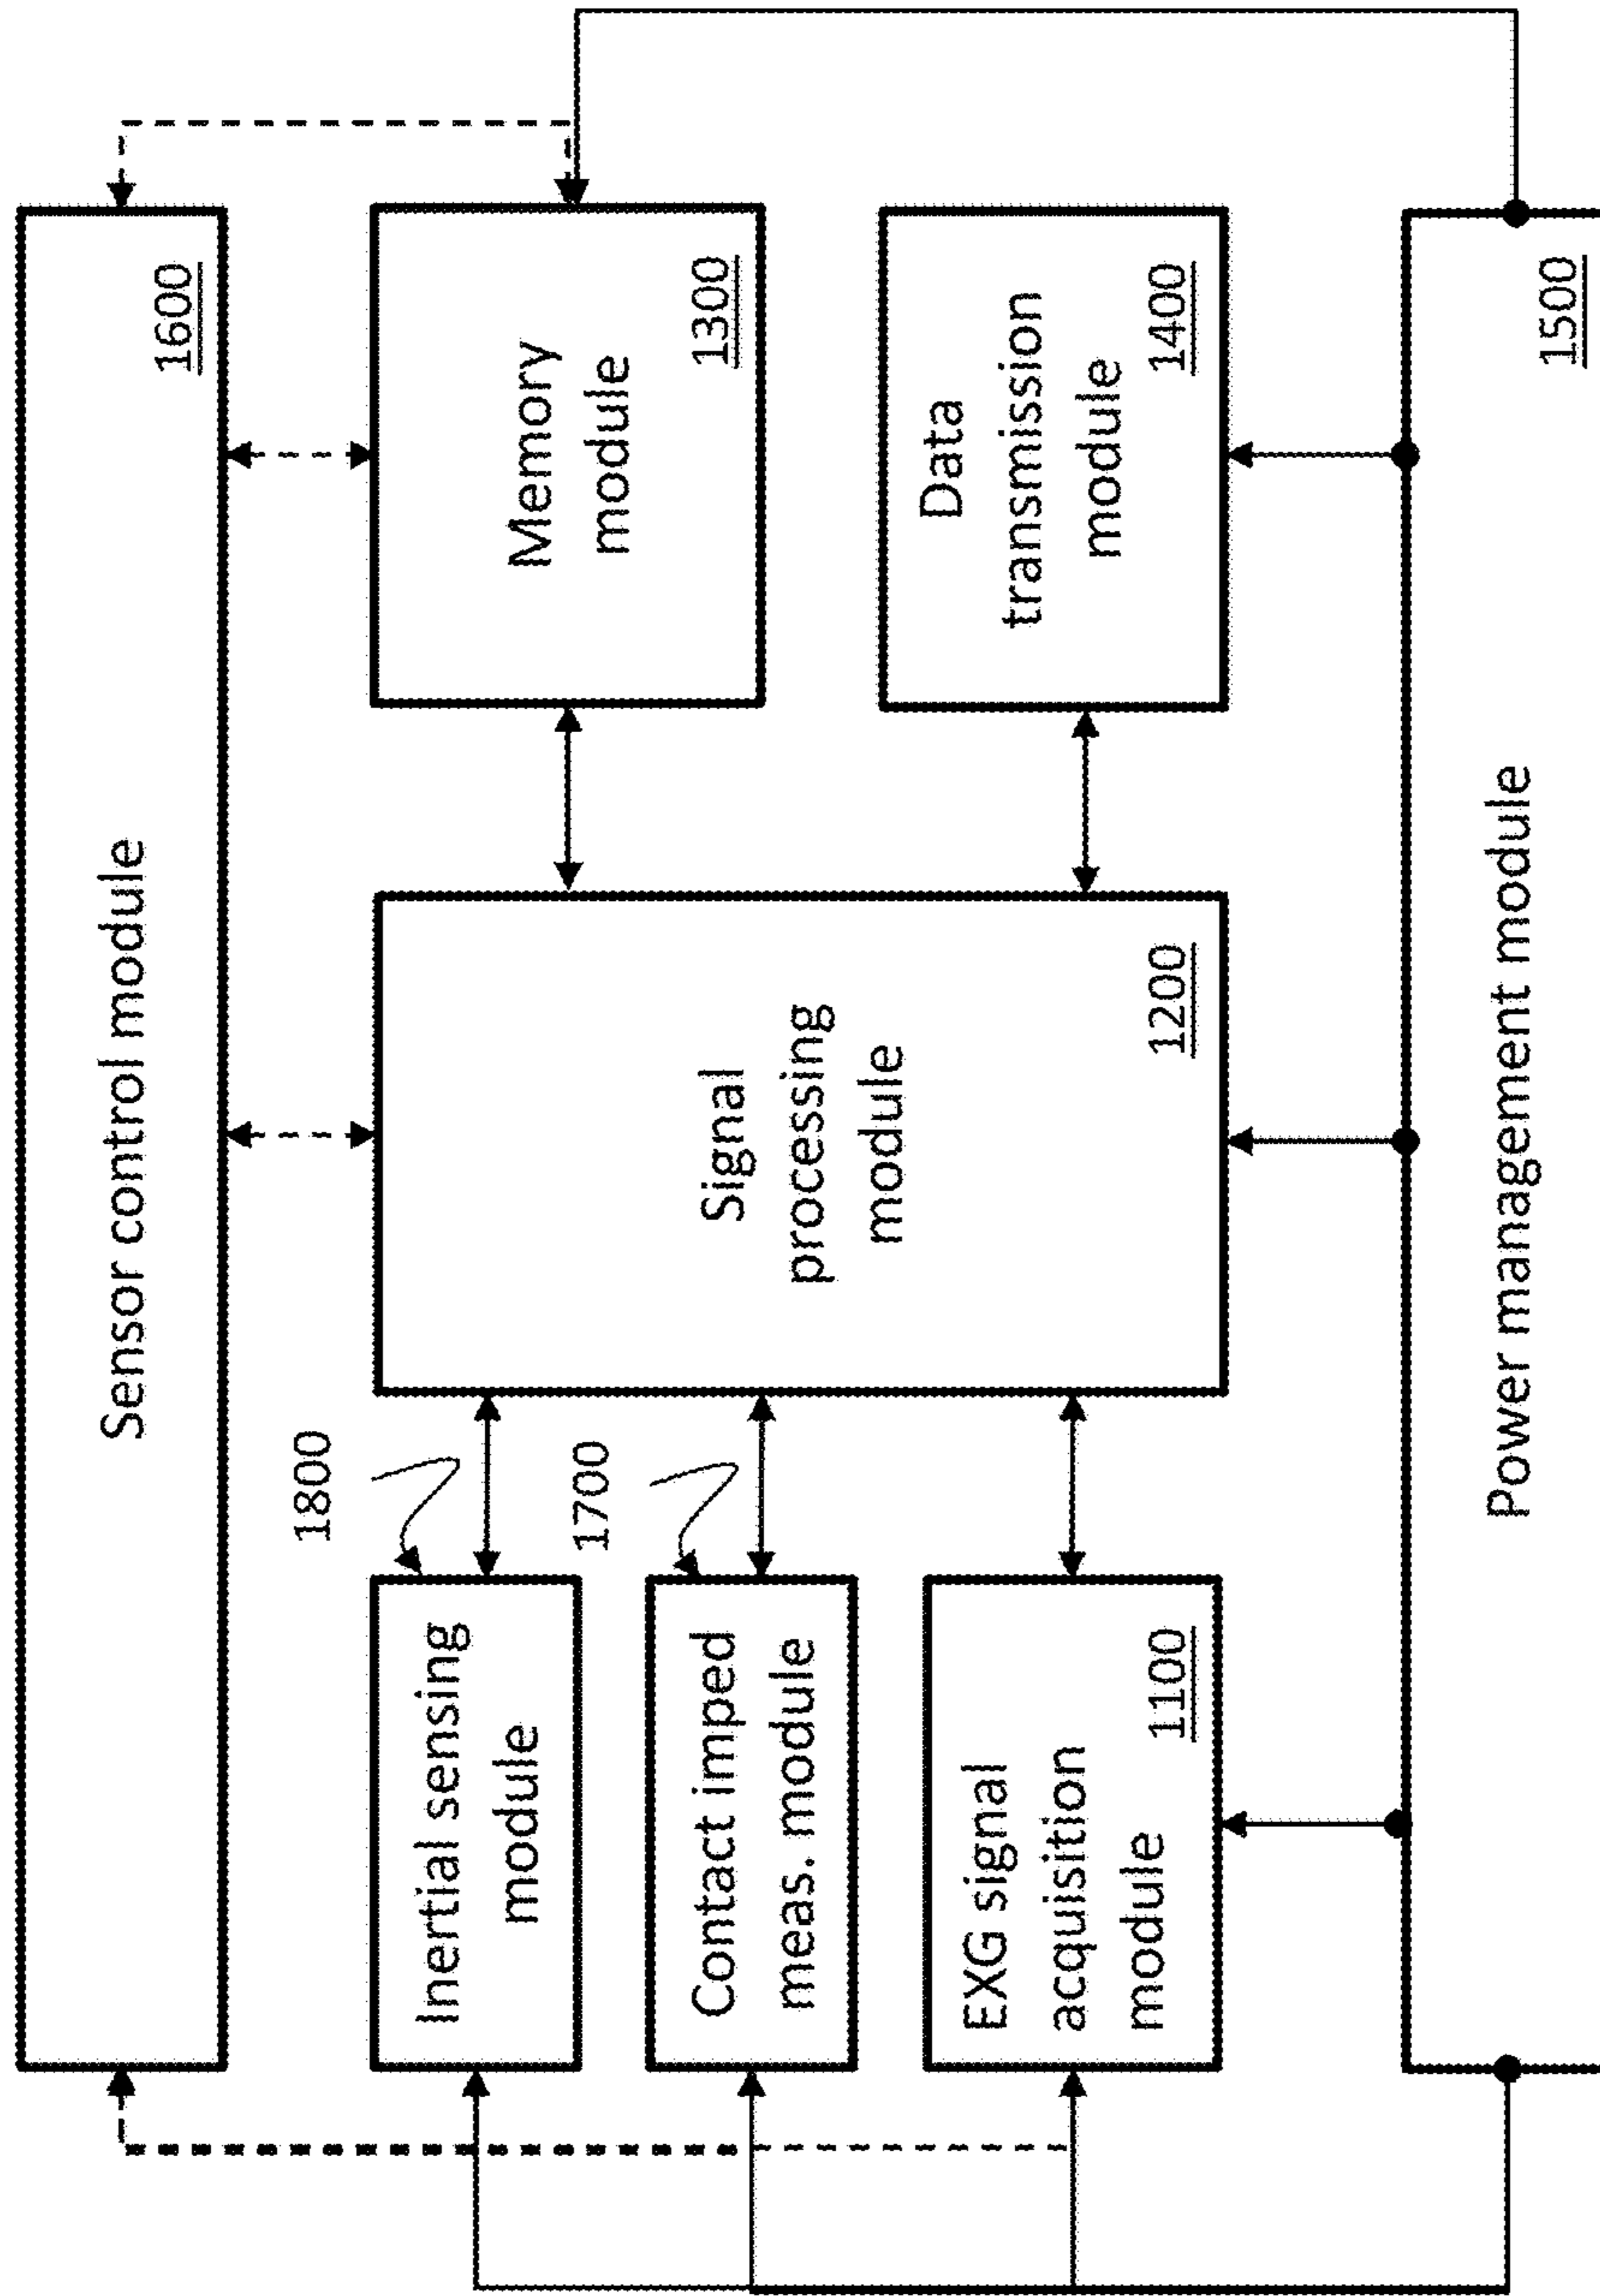 Sensor control module
1600
Inertial sensing
module
1800
Contact imped
meas. module
1700
EXG signal
acquisition
module
1100
Signal
processing
module
1200
Memory
module
1300
Data
transmission
module
1400
Power management module
1500